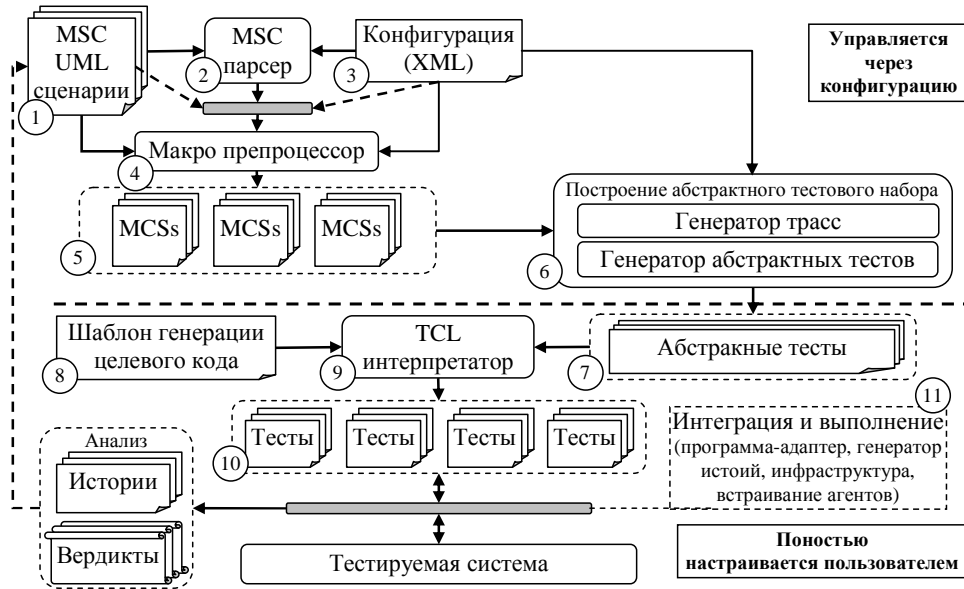 MSC
UML
сценарии
1
MSC
парсер
2
Конфигурация
(XML)
3
Управляется
через
конфигурацию
Макро препроцессор
4
MCSs
MCSs
MCSs
5
Построение абстрактного тестового набора
Генератор трасс
Генератор абстрактных тестов
6
Шаблон генерации
целевого кода
8
TCL
интерпретатор
9
Абстракные тесты
7
Тесты
Тесты
Тесты
Тесты
10
11
Интеграция и выполнение
(программа-адаптер, генератор
истоий, инфраструктура,
встраивание агентов)
Анализ
Истории
Вердикты
Тестируемая система
Поностью
настраивается пользователем